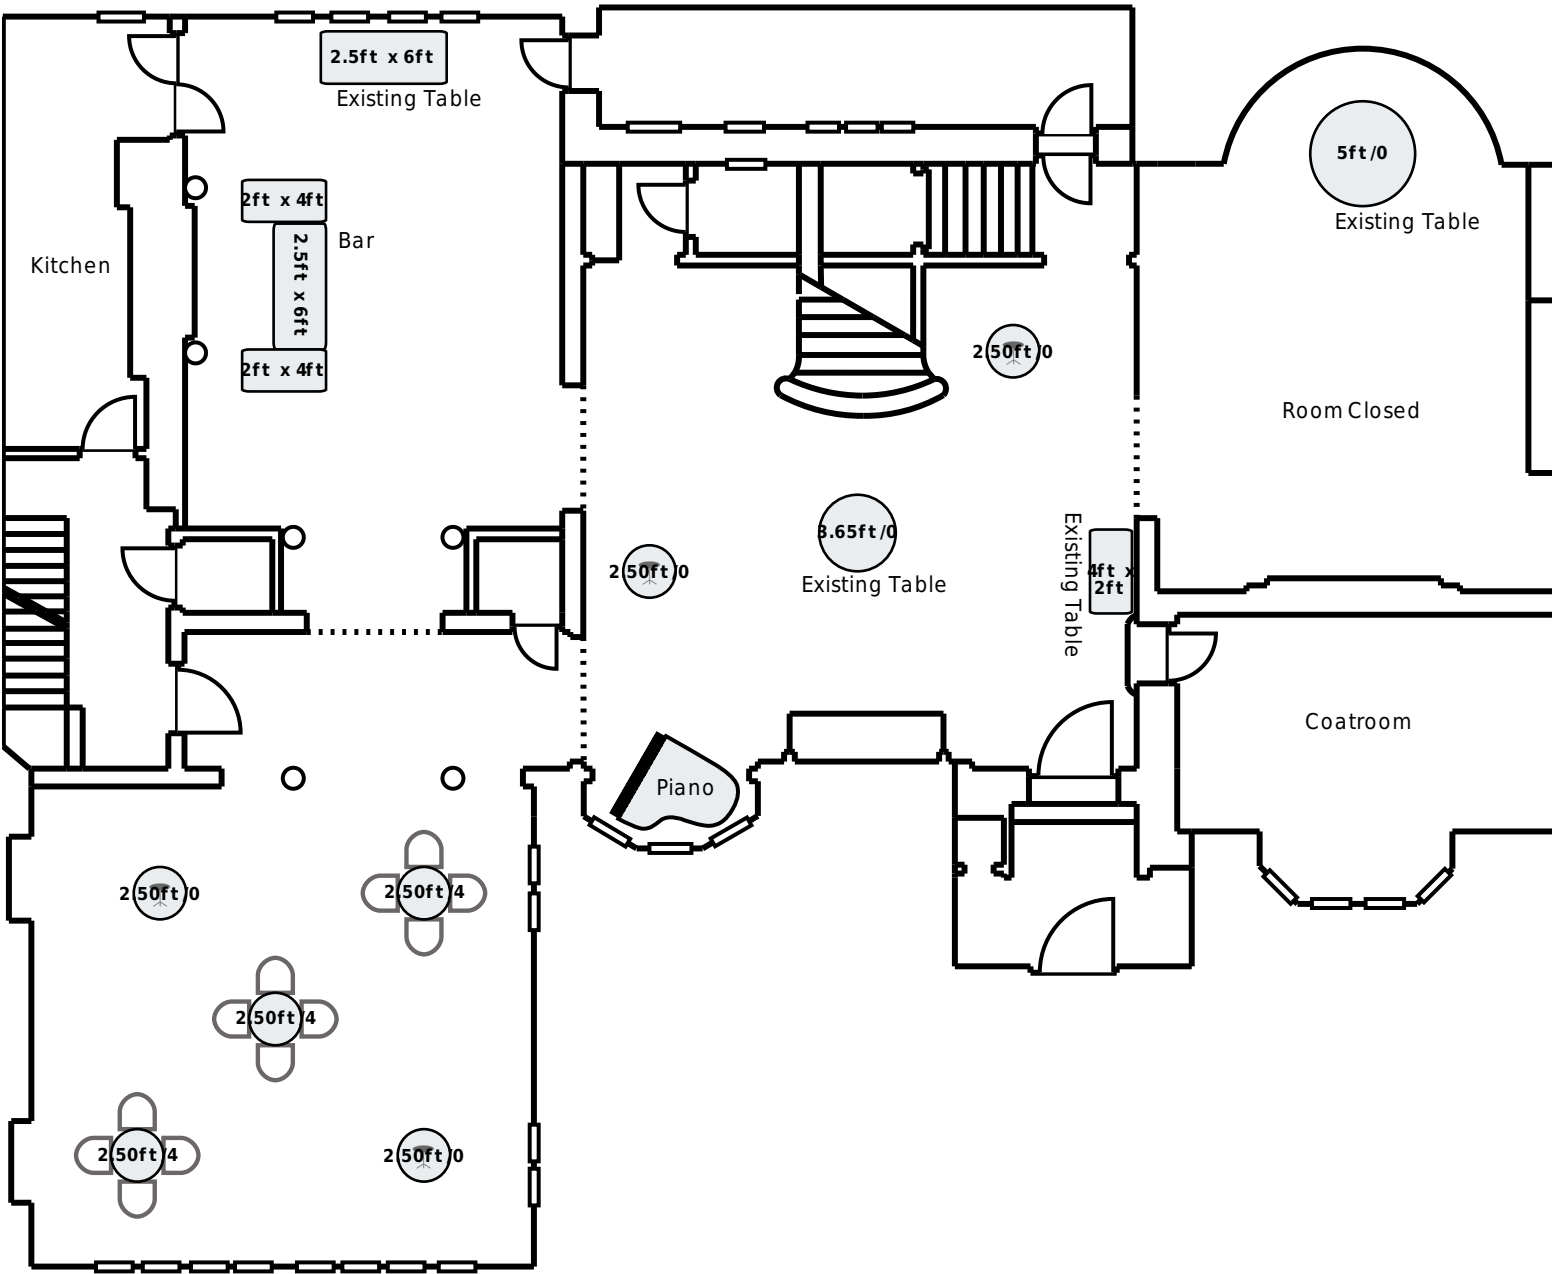 2.5ft x 6ft
Existing Table
5ft/0
Existing Table
2ft x 4ft
Bar
2.5ft x 6ft
Kitchen
2ft x 4ft
2.50ft/0
Room Closed
3.65ft/0
Existing Table
2.50ft/0
Existing Table
4ft x
2ft
Coatroom
Piano
2.50ft/0
2.50ft/4
2.50ft/4
2.50ft/4
2.50ft/0